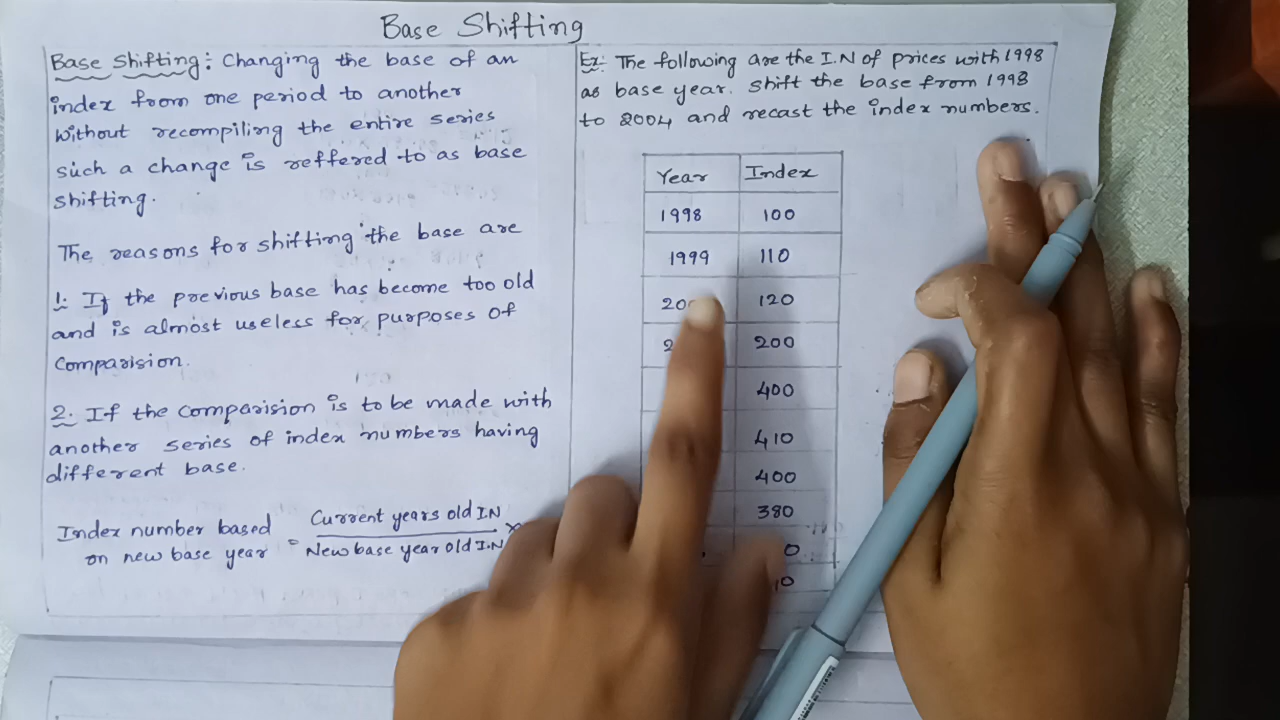 Base Shifting
Base Shifting: Changing the base of an
index from one period to another
without recompiling the entire series
such a change is reffered to as base
shifting.
The reasons for shifting the base are
1. If the previous base has become too old
and is almost useless for purposes of
comparision.
2. If the comparision is to be made with
another series of index numbers having
different base.
Index number based on new base year = Current years old IN / New base year old I.N ×
Ex: The following are the I.N of prices with 1998
as base year. Shift the base from 1998
to 2004 and recast the index numbers.
Year Index
1998 100
1999 110
120
200
400
410
400
380